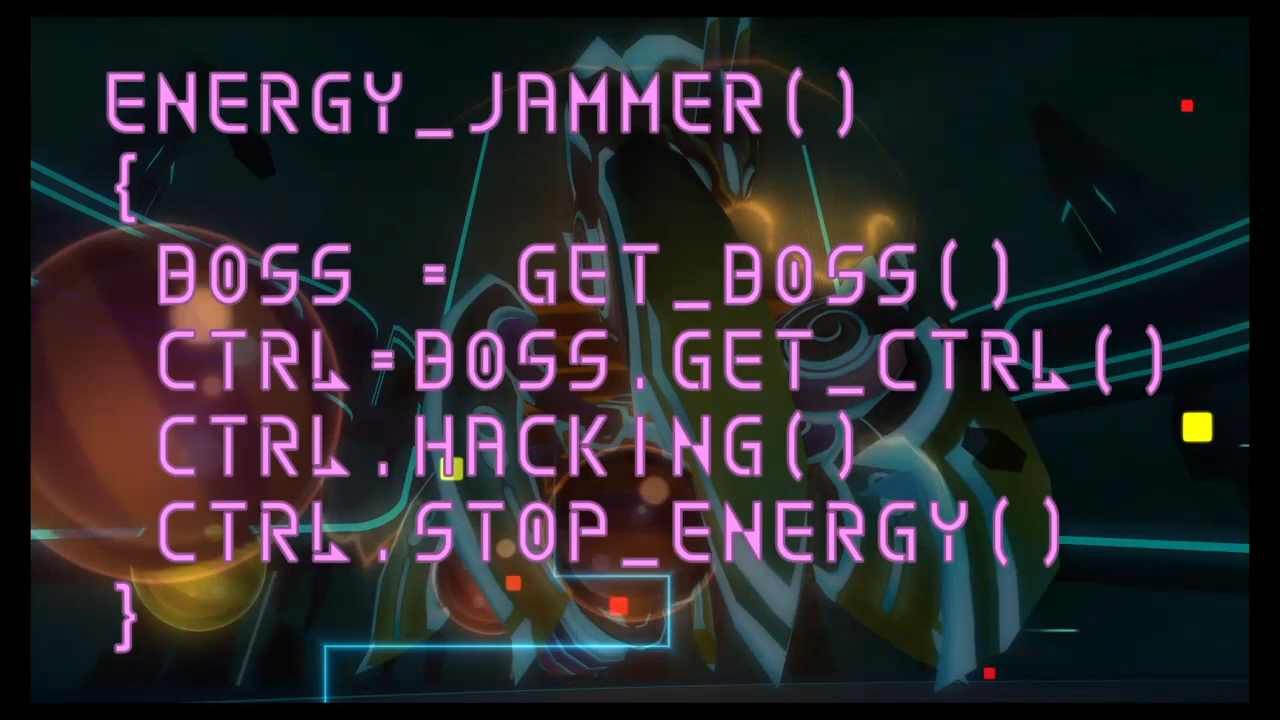 ENERGY_JAMMER()
{
BOSS = GET_BOSS()
CTRL=BOSS.GET_CTRL()
CTRL.HACKING()
CTRL.STOP_ENERGY()
}